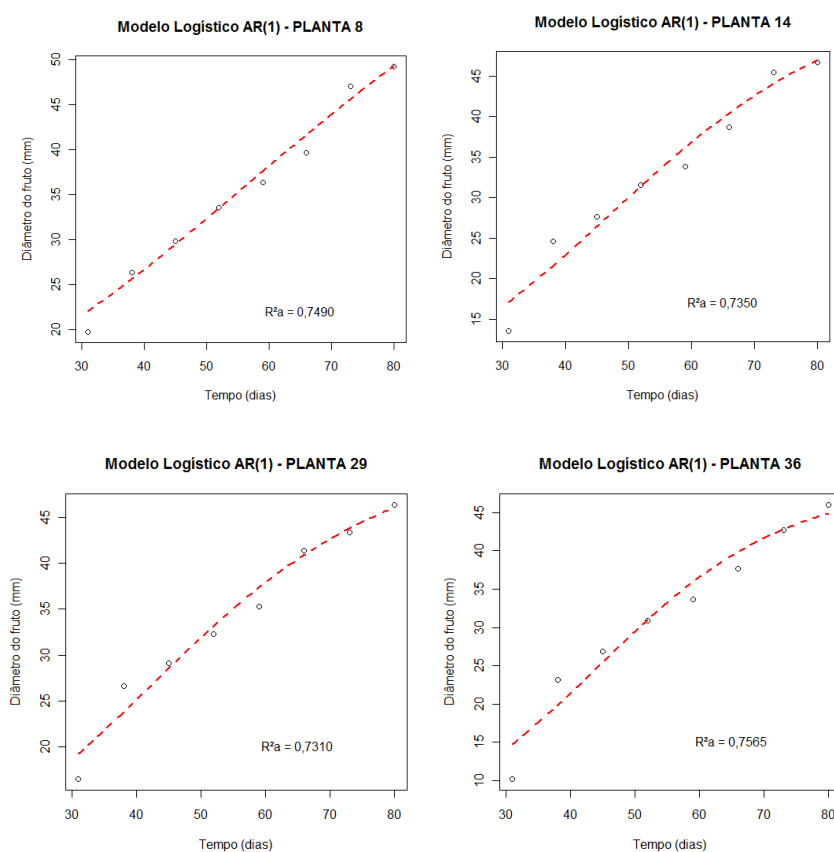 Modelo Logístico AR(1) - PLANTA 8
Diâmetro do fruto (mm)
50
45
40
35
30
25
20
R²a = 0,7490
30 40 50 60 70 80
Tempo (dias)
Modelo Logístico AR(1) - PLANTA 14
Diâmetro do fruto (mm)
45
40
35
30
25
20
15
R²a = 0,7350
30 40 50 60 70 80
Tempo (dias)
Modelo Logístico AR(1) - PLANTA 29
Diâmetro do fruto (mm)
45
40
35
30
25
20
R²a = 0,7310
30 40 50 60 70 80
Tempo (dias)
Modelo Logístico AR(1) - PLANTA 36
Diâmetro do fruto (mm)
45
40
35
30
25
20
15
10
R²a = 0,7565
30 40 50 60 70 80
Tempo (dias)